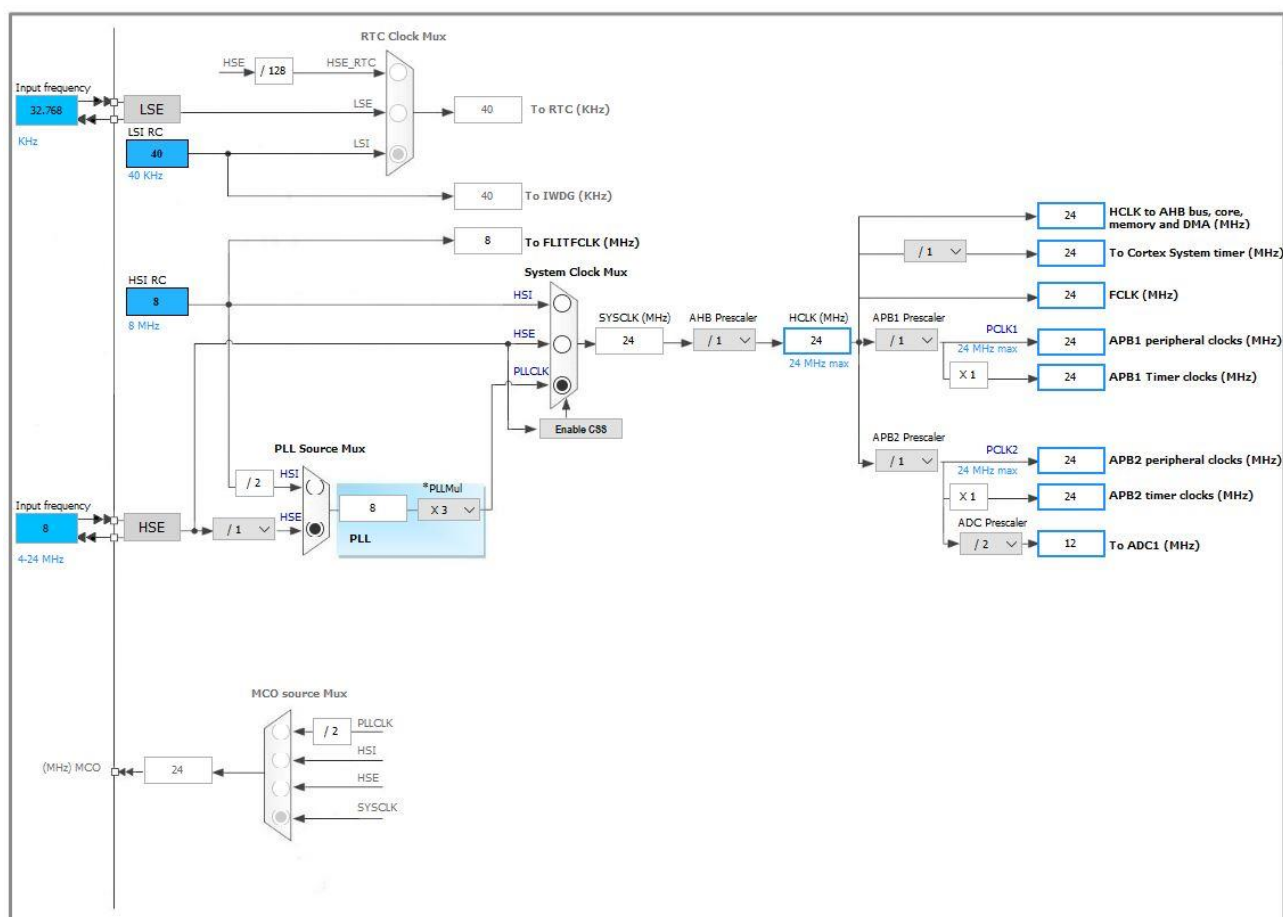 RTC Clock Mux
HSE
/ 128
HSE_RTC
Input frequency
32.768
KHz
LSE
LSE
40
To RTC (KHz)
LSI RC
40
40 KHz
LSI
40
To IWDG (KHz)
8
To FLITFCLK (MHz)
HSI RC
8
8 MHz
System Clock Mux
HSI
HSE
PLLCLK
Enable CSS
SYSCLK (MHz)
24
AHB Prescaler
/ 1
HCLK (MHz)
24
24 MHz max
24
HCLK to AHB bus, core,
memory and DMA (MHz)
/ 1
24
To Cortex System timer (MHz)
24
FCLK (MHz)
APB1 Prescaler
/ 1
PCLK1
24 MHz max
24
APB1 peripheral clocks (MHz)
X 1
24
APB1 Timer clocks (MHz)
APB2 Prescaler
/ 1
PCLK2
24 MHz max
24
APB2 peripheral clocks (MHz)
X 1
24
APB2 timer clocks (MHz)
ADC Prescaler
/ 2
12
To ADC1 (MHz)
PLL Source Mux
/ 2
HSI
Input frequency
8
4-24 MHz
HSE
/ 1
HSE
8
*PLLMul
X 3
PLL
MCO source Mux
/ 2
PLLCLK
HSI
HSE
SYSCLK
(MHz) MCO
24